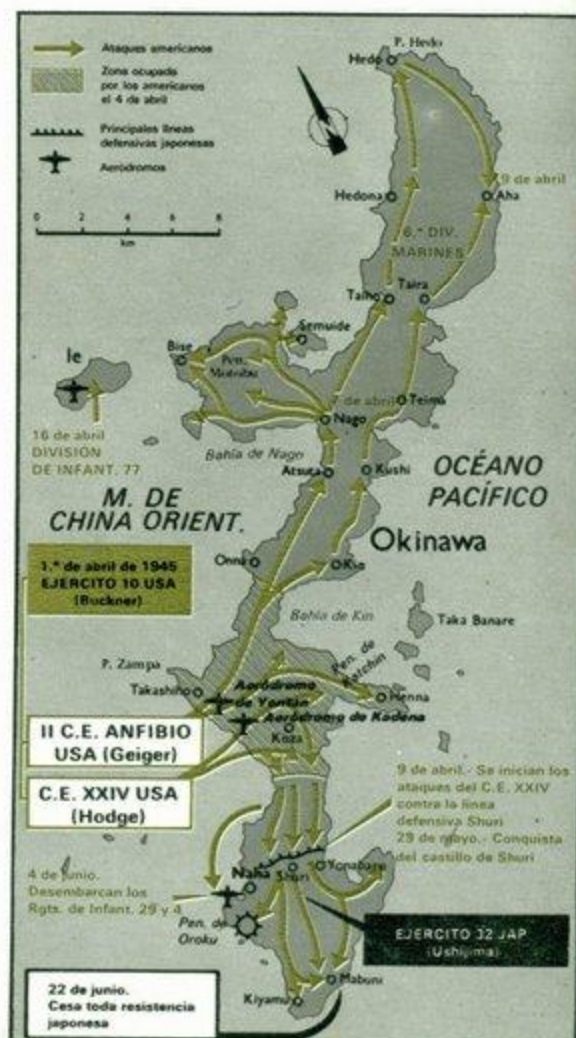 Ataques americanos
Zona ocupada
por los americanos
el 4 de abril
Principales líneas
defensivas japonesas
Aeródromos
0 2 4 6 8
km
P. Hedo
Hedo
Hedona
9 de abril
Aha
6.ª DIV.
MARINES
Taiho
Taira
Semuide
Bise
Pen.
Motobu
Ie
7 de abril
Teima
Nago
16 de abril
DIVISIÓN
DE INFANT. 77
Bahía de Nago
Atsuta
Kushi
OCÉANO
PACÍFICO
M. DE
CHINA ORIENT.
Okinawa
1.º de abril de 1945
EJERCITO 10 USA
(Buckner)
Onna
Kin
Bahía de Kin
Taka Banare
P. Zampa
Pen. de
Katchin
Takashiho
Aeródromo
de Yontan
Henna
Aeródromo de Kadena
Koza
II C.E. ANFIBIO
USA (Geiger)
C.E. XXIV USA
(Hodge)
9 de abril.- Se inician los
ataques del C.E. XXIV
contra la línea
defensiva Shuri
29 de mayo.- Conquista
del castillo de Shuri
4 de junio.
Desembarcan los
Rgts. de Infant. 29 y 4
Naha
Shuri
Yonabaru
Pen. de
Oroku
EJERCITO 32 JAP
(Ushijima)
Mabuni
Kiyamu
22 de junio.
Cesa toda resistencia
japonesa